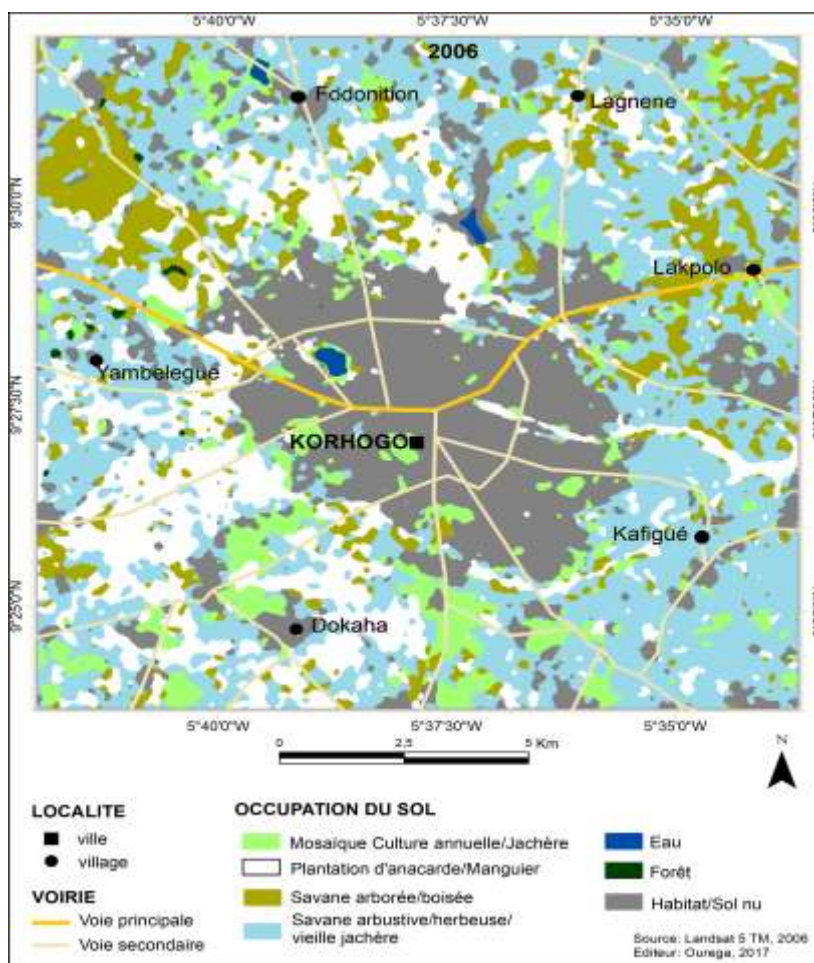 5°40'0"W 5°37'30"W 5°35'0"W
2006
Fodonition
Lagnene
9°30'0"N
Lakpolo
Yambélegué
9°27'30"N
KORHOGO
Kafigué
9°25'0"N
Dokaha
5°40'0"W 5°37'30"W 5°35'0"W
0 2,5 5 Km
N
LOCALITE
ville
village
VOIRIE
Voie principale
Voie secondaire
OCCUPATION DU SOL
Mosaïque Culture annuelle/Jachère
Plantation d'anacarde/Manguier
Savane arborée/boisée
Savane arbustive/herbeuse/
vieille jachère
Eau
Forêt
Habitat/Sol nu
Source: Landsat 5 TM, 2006
Editeur: Ourega, 2017